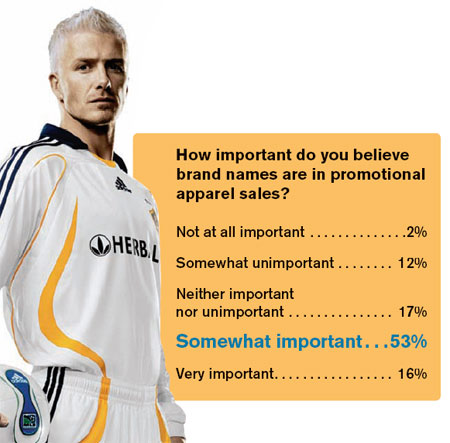 How important do you believe
brand names are in promotional
apparel sales?
Not at all important . . . . . . . . . . . . . .2%
Somewhat unimportant . . . . . . . . 12%
Neither important
nor unimportant . . . . . . . . . . . . . . . 17%
Somewhat important. . .53%
Very important. . . . . . . . . . . . . . . . . 16%
adidas
HERBAL